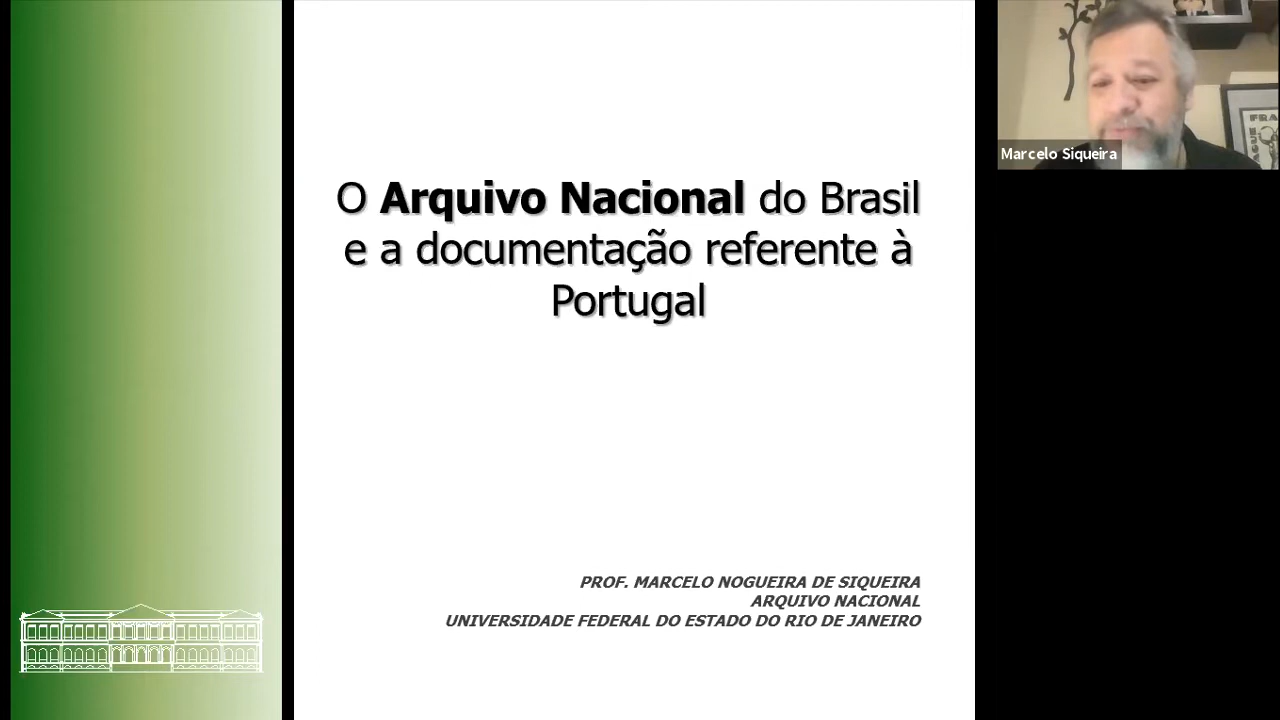 O Arquivo Nacional do Brasil
e a documentação referente à
Portugal
PROF. MARCELO NOGUEIRA DE SIQUEIRA
ARQUIVO NACIONAL
UNIVERSIDADE FEDERAL DO ESTADO DO RIO DE JANEIRO
Marcelo Siqueira